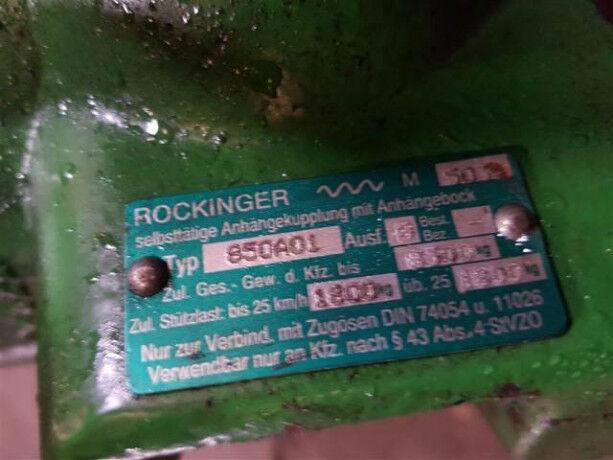 ROCKINGER M
selbsttätige Anhängekupplung mit Anhängebock
Typ 850A01 Ausf. Best. Bez.
Zul. Ges.- Gew. d. Kfz. bis kg
Zul. Stützlast: bis 25 km/h kg üb. 25 kg
Nur zur Verbind. mit Zugösen DIN 74054 u. 11026
Verwendbar nur an Kfz. nach § 43 Abs. 4 StVZO